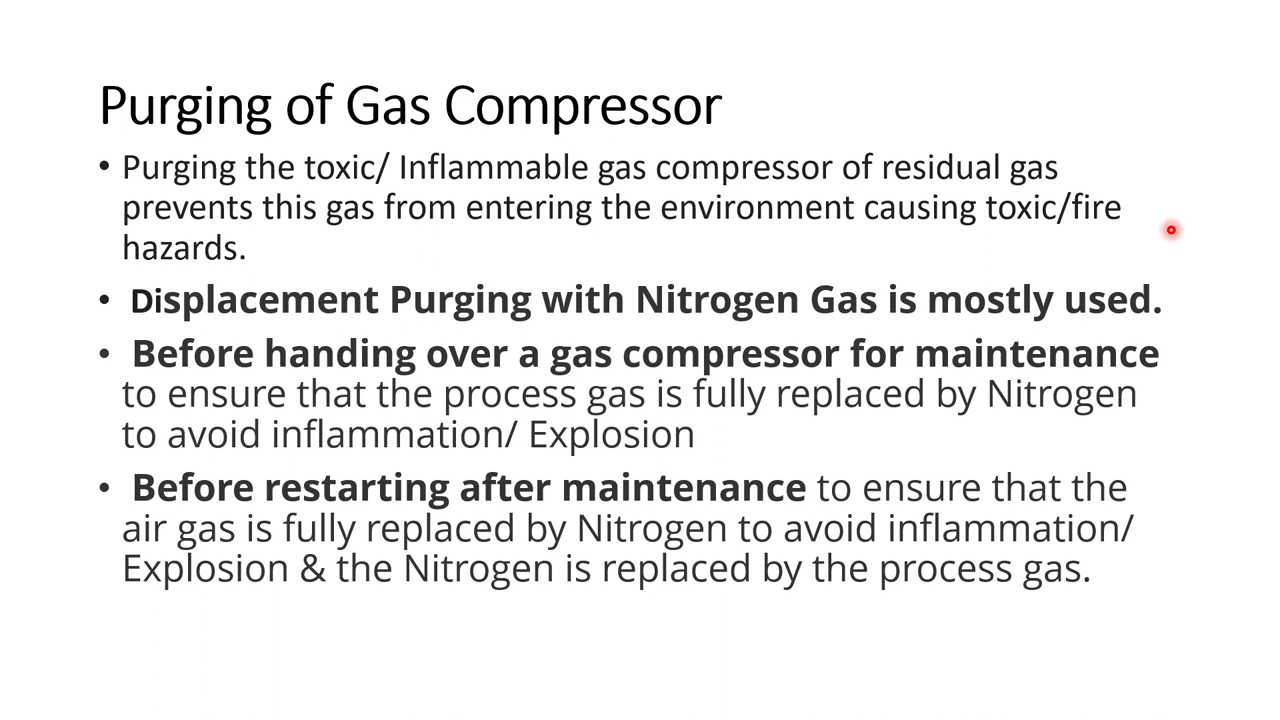 Purging of Gas Compressor
• Purging the toxic/ Inflammable gas compressor of residual gas
prevents this gas from entering the environment causing toxic/fire
hazards.
• Displacement Purging with Nitrogen Gas is mostly used.
• Before handing over a gas compressor for maintenance
to ensure that the process gas is fully replaced by Nitrogen
to avoid inflammation/ Explosion
• Before restarting after maintenance to ensure that the
air gas is fully replaced by Nitrogen to avoid inflammation/
Explosion & the Nitrogen is replaced by the process gas.